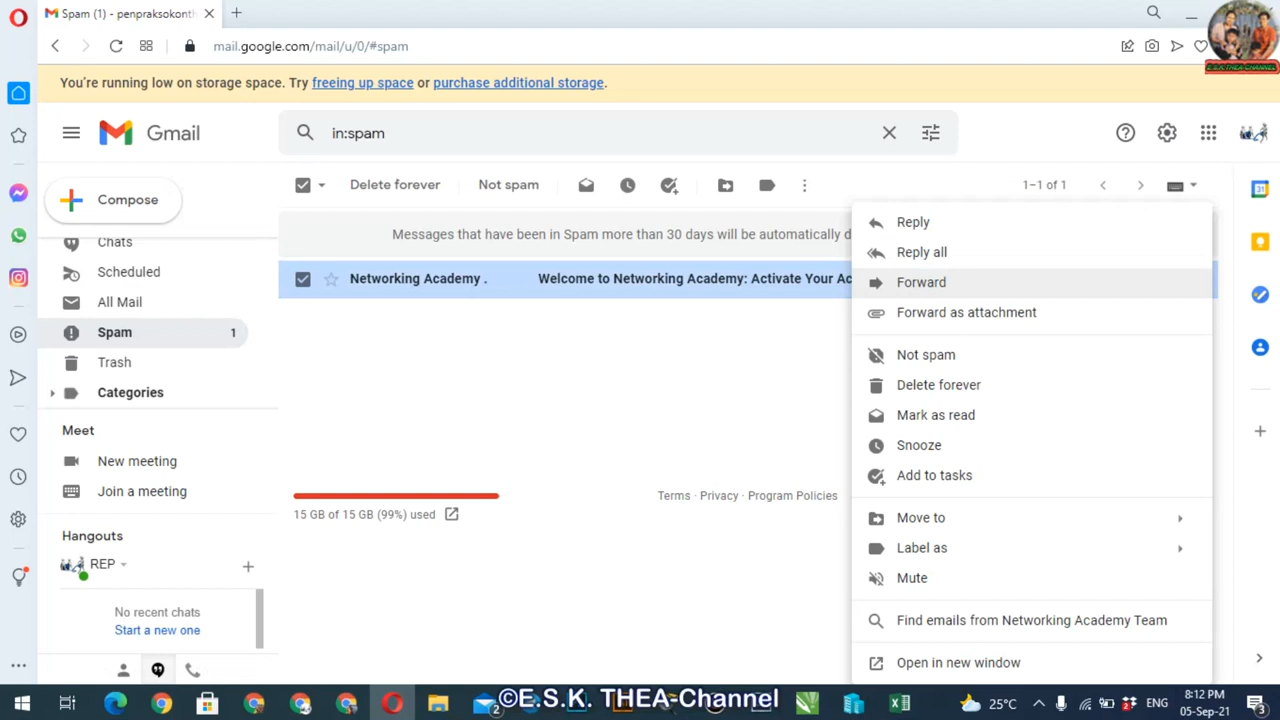 Spam (1) - penpraksokonth
mail.google.com/mail/u/0/#spam
E.S.K.THEA-CHANNEL
You're running low on storage space. Try freeing up space or purchase additional storage.
Gmail
in:spam
Compose
Delete forever
Not spam
1–1 of 1
31
Messages that have been in Spam more than 30 days will be automatically d
Networking Academy .
Welcome to Networking Academy: Activate Your Ac
Chats
Scheduled
All Mail
Spam
1
Trash
Categories
Meet
New meeting
Join a meeting
Hangouts
REP
No recent chats
Start a new one
15 GB of 15 GB (99%) used
Terms · Privacy · Program Policies
Reply
Reply all
Forward
Forward as attachment
Not spam
Delete forever
Mark as read
Snooze
Add to tasks
Move to
Label as
Mute
Find emails from Networking Academy Team
Open in new window
2
©E.S.K. THEA-Channel
25°C
ENG
8:12 PM
05-Sep-21
3